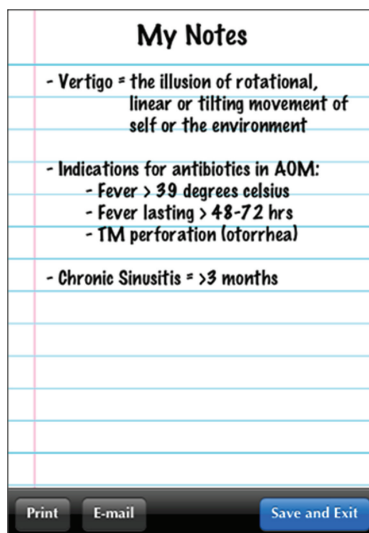 My Notes
- Vertigo = the illusion of rotational,
linear or tilting movement of
self or the environment
- Indications for antibiotics in AOM:
- Fever > 39 degrees celsius
- Fever lasting > 48-72 hrs
- TM perforation (otorrhea)
- Chronic Sinusitis = >3 months
Print E-mail Save and Exit